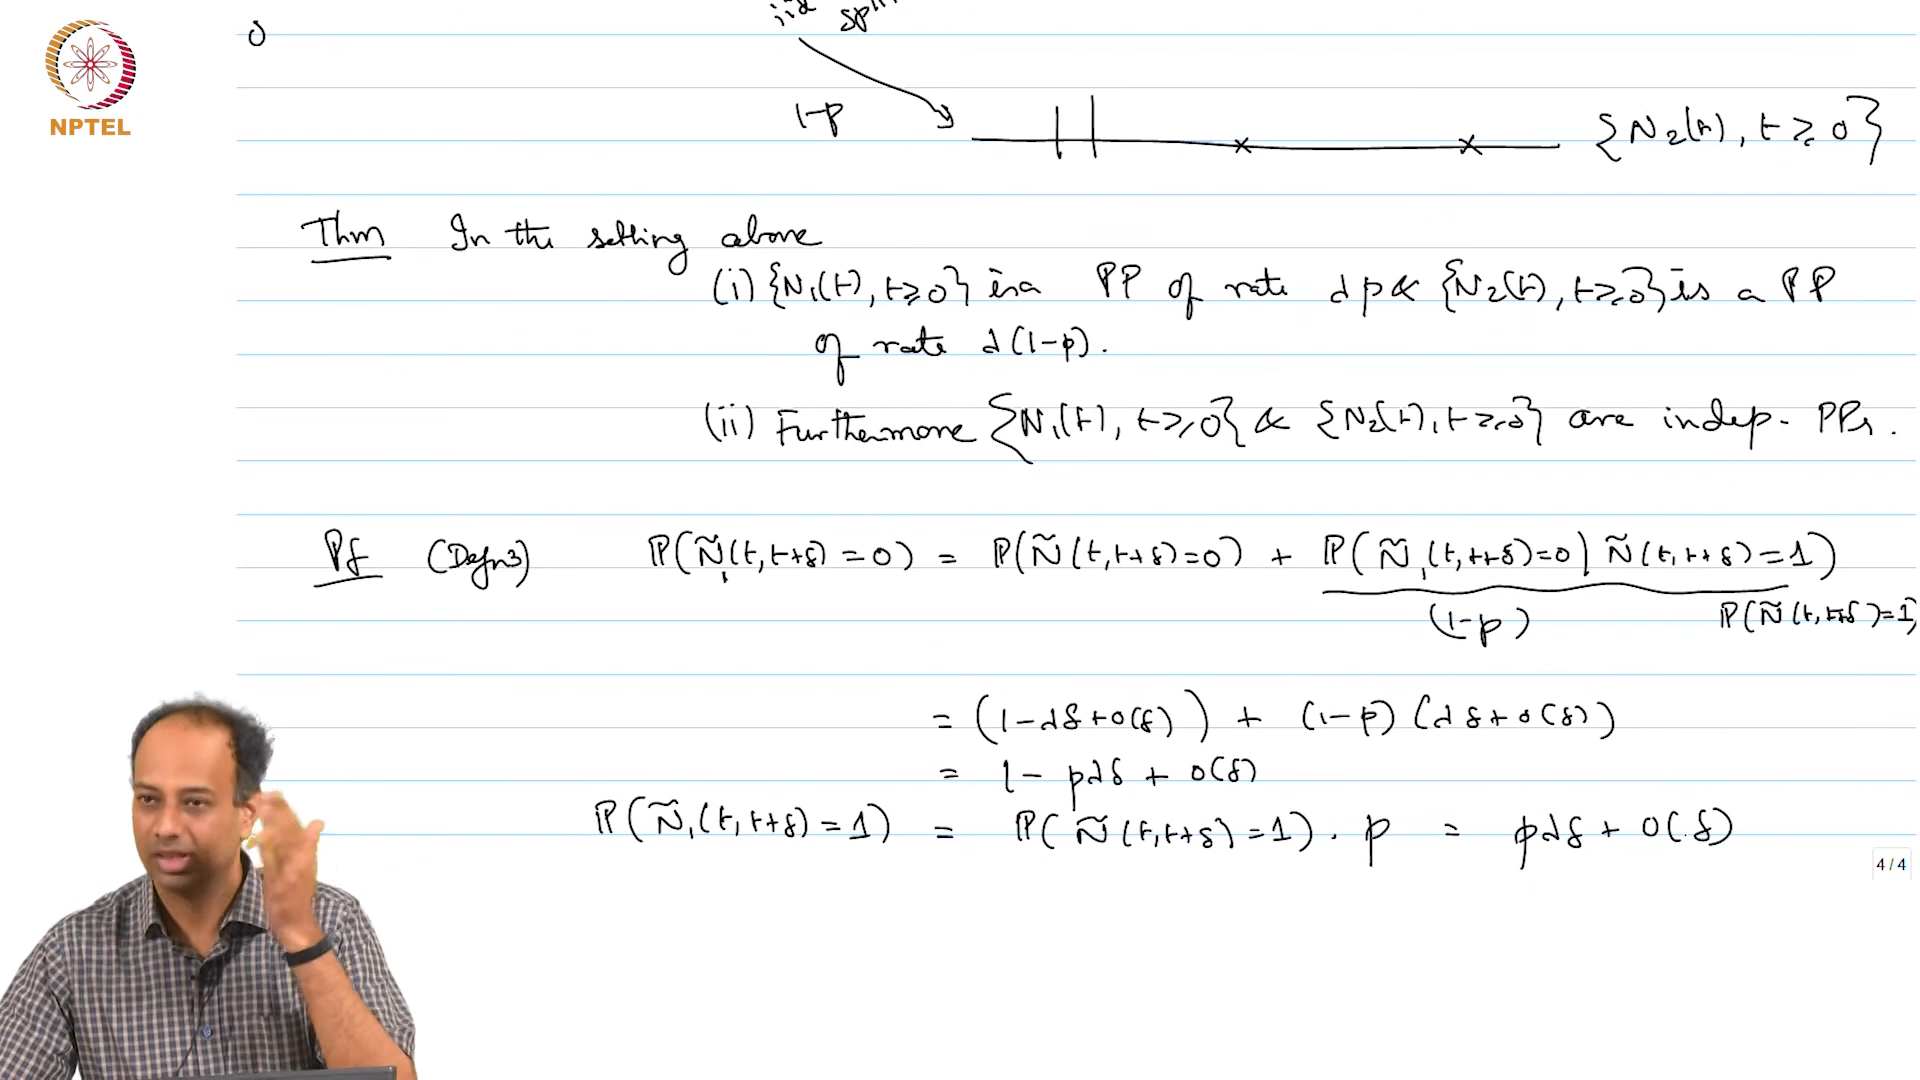 0
iid
1-p
{N₂(t), t ≥ 0}
NPTEL
Thm In the setting above
(i) {N₁(t), t ≥ 0} is a PP of rate λp & {N₂(t), t ≥ 0} is a PP
of rate λ(1-p).
(ii) Furthermore {N₁(t), t ≥ 0} & {N₂(t), t ≥ 0} are indep. PPs.
Pf (Defn3) ℙ(Ñ₁(t, t+δ) = 0) = ℙ(Ñ(t, t+δ) = 0) + ℙ(Ñ₁(t, t+δ) = 0 | Ñ(t, t+δ) = 1)
(1-p) ℙ(Ñ(t, t+δ) = 1)
= (1 - λδ + o(δ)) + (1-p)(λδ + o(δ))
= 1 - pλδ + o(δ)
ℙ(Ñ₁(t, t+δ) = 1) = ℙ(Ñ(t, t+δ) = 1) . p = pλδ + o(δ)
4 / 4